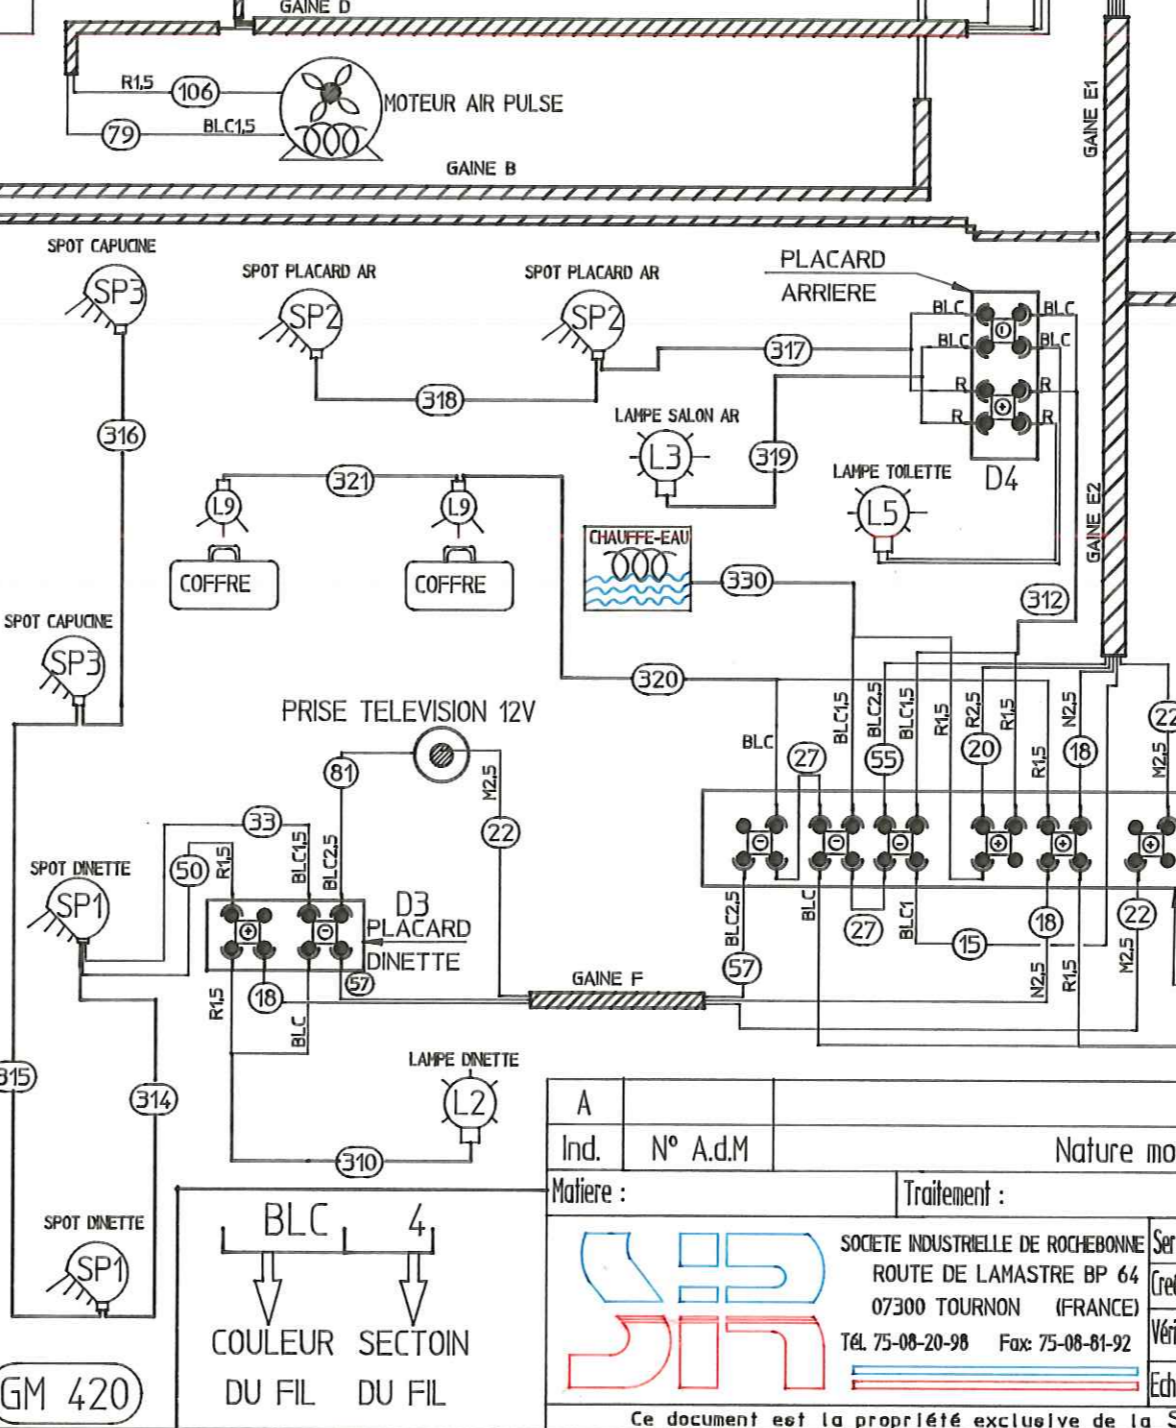 GAINE D
R1,5
106
MOTEUR AIR PULSE
79
BLC1,5
GAINE E1
GAINE B
SPOT CAPUCINE
SP3
SPOT PLACARD AR
SP2
SPOT PLACARD AR
SP2
PLACARD
ARRIERE
BLC
BLC
BLC
BLC
R
R
R
R
D4
317
318
316
LAMPE SALON AR
L3
319
LAMPE TOILETTE
L5
GAINE E2
321
L9
L9
COFFRE
COFFRE
CHAUFFE-EAU
330
312
SPOT CAPUCINE
SP3
320
PRISE TELEVISION 12V
BLC
27
BLC1,5
BLC2,5
55
BLC1,5
R1,5
R2,5
20
R1,5
R1,5
N2,5
18
22
M2,5
81
M2,5
22
33
50
R1,5
BLC1,5
BLC2,5
SPOT DINETTE
SP1
D3
PLACARD
DINETTE
R1,5
18
BLC
57
GAINE F
BLC2,5
57
BLC
27
BLC1
15
18
N2,5
R1,5
22
M2,5
315
314
LAMPE DINETTE
L2
310
A
Ind.
N° A.d.M
Nature mo
Matiere :
Traitement :
SPOT DINETTE
SP1
BLC 4
COULEUR SECTOIN
DU FIL DU FIL
GM 420
SIR
SOCIETE INDUSTRIELLE DE ROCHEBONNE
ROUTE DE LAMASTRE BP 64
07300 TOURNON (FRANCE)
Tél. 75-08-20-98 Fax: 75-08-81-92
Ser
Cre
Véri
Ech
Ce document est la propriété exclusive de la S